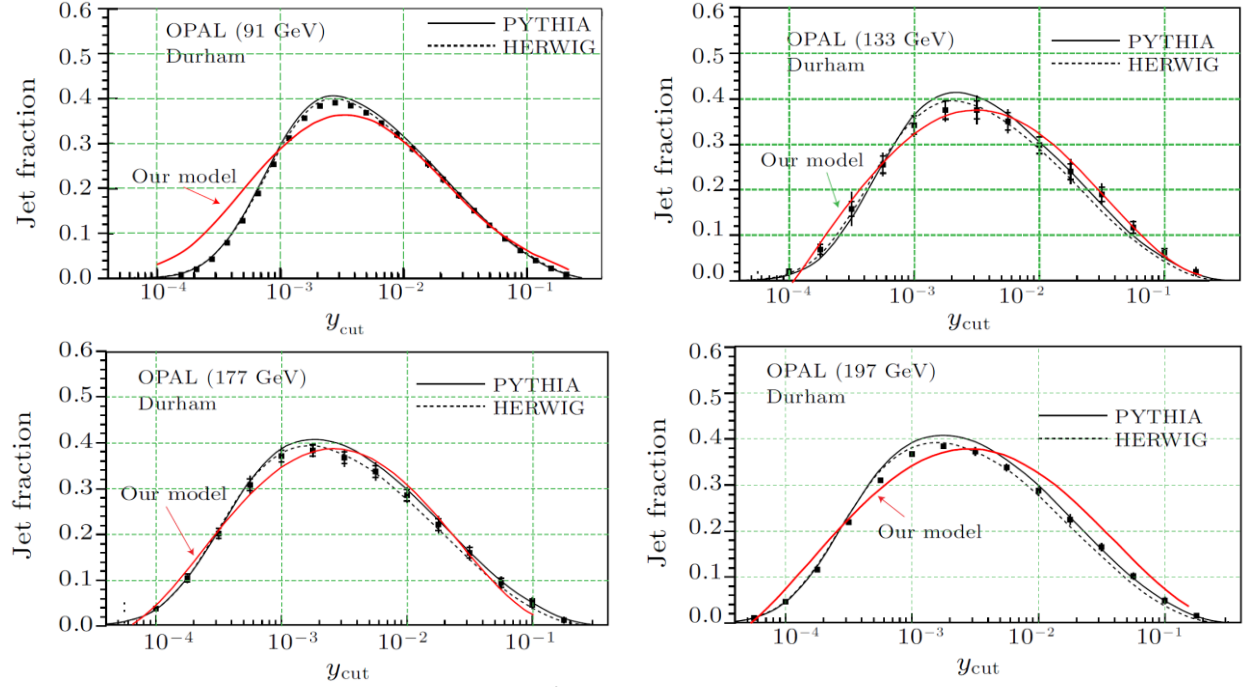 OPAL (91 GeV)
Durham
PYTHIA
HERWIG
Our model
Jet fraction
0.6
0.5
0.4
0.3
0.2
0.1
0.0
10⁻⁴
10⁻³
10⁻²
10⁻¹
y_cut
OPAL (133 GeV)
Durham
PYTHIA
HERWIG
Our model
Jet fraction
0.6
0.5
0.4
0.3
0.2
0.1
0.0
10⁻⁴
10⁻³
10⁻²
10⁻¹
y_cut
OPAL (177 GeV)
Durham
PYTHIA
HERWIG
Our model
Jet fraction
0.6
0.5
0.4
0.3
0.2
0.1
0.0
10⁻⁴
10⁻³
10⁻²
10⁻¹
y_cut
OPAL (197 GeV)
Durham
PYTHIA
HERWIG
Our model
Jet fraction
0.6
0.5
0.4
0.3
0.2
0.1
0.0
10⁻⁴
10⁻³
10⁻²
10⁻¹
y_cut